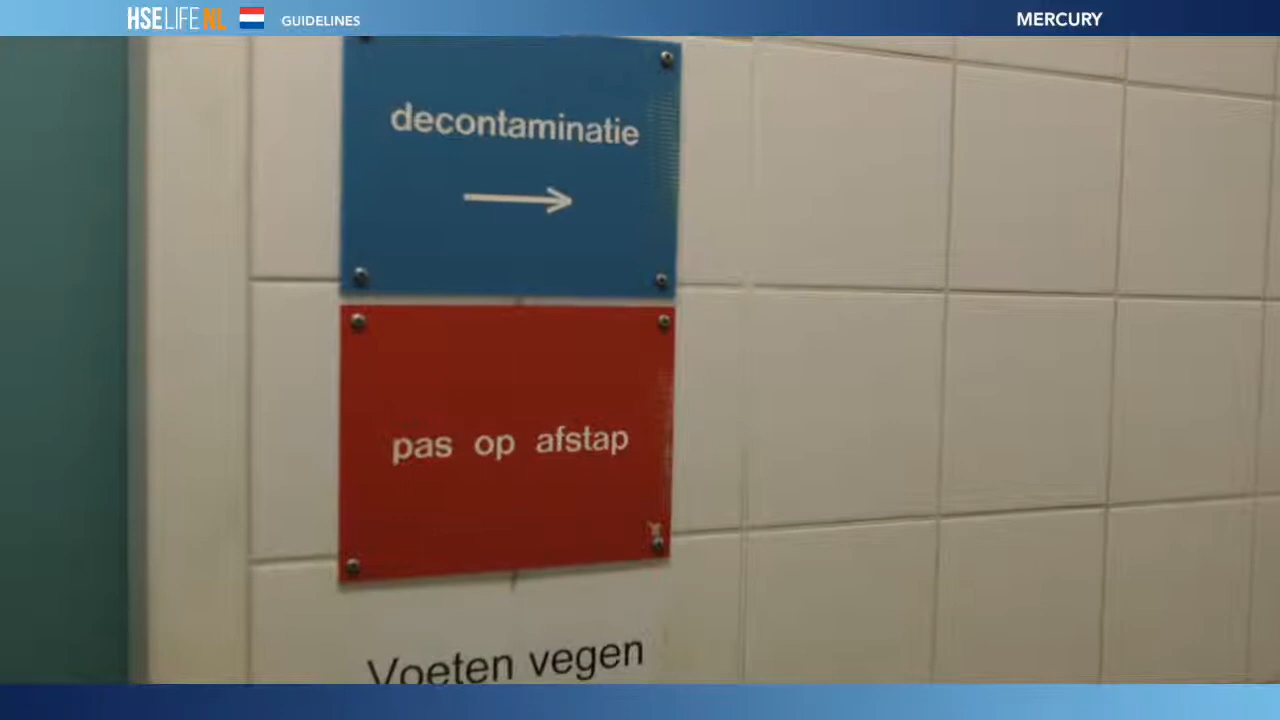 HSELIFE.NL GUIDELINES MERCURY
decontaminatie
pas op afstap
Voeten vegen